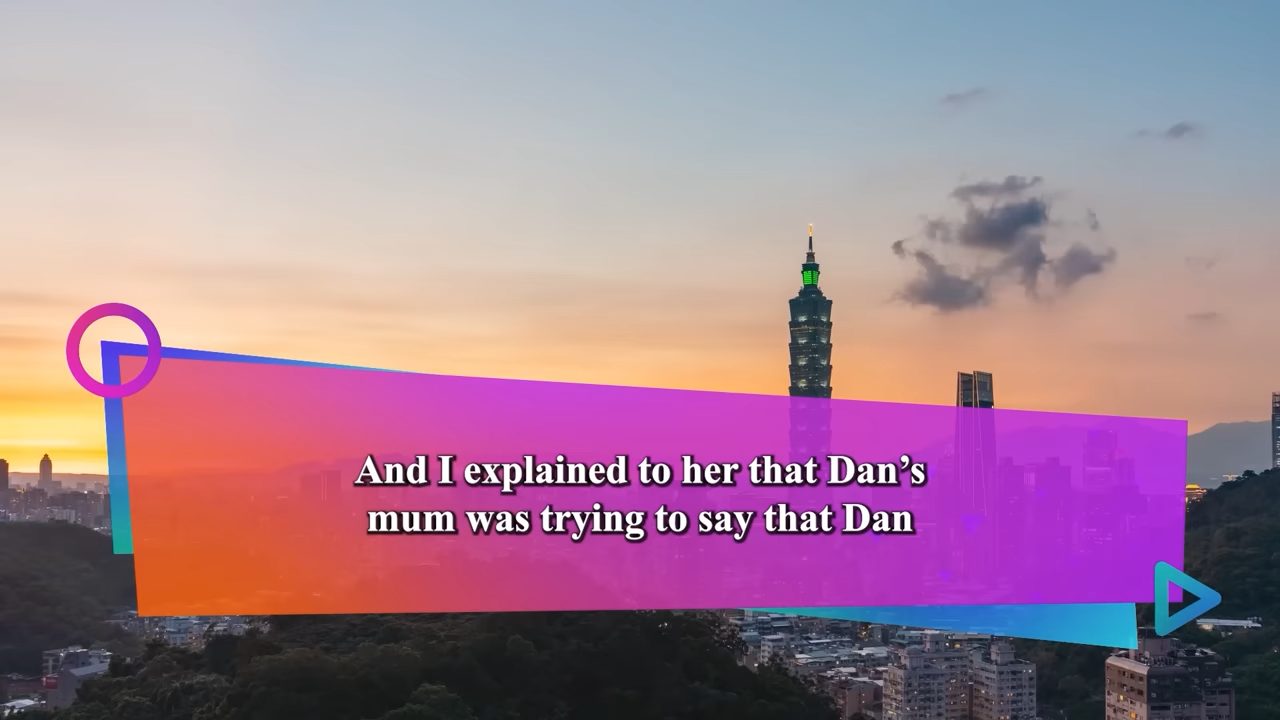 And I explained to her that Dan’s
mum was trying to say that Dan